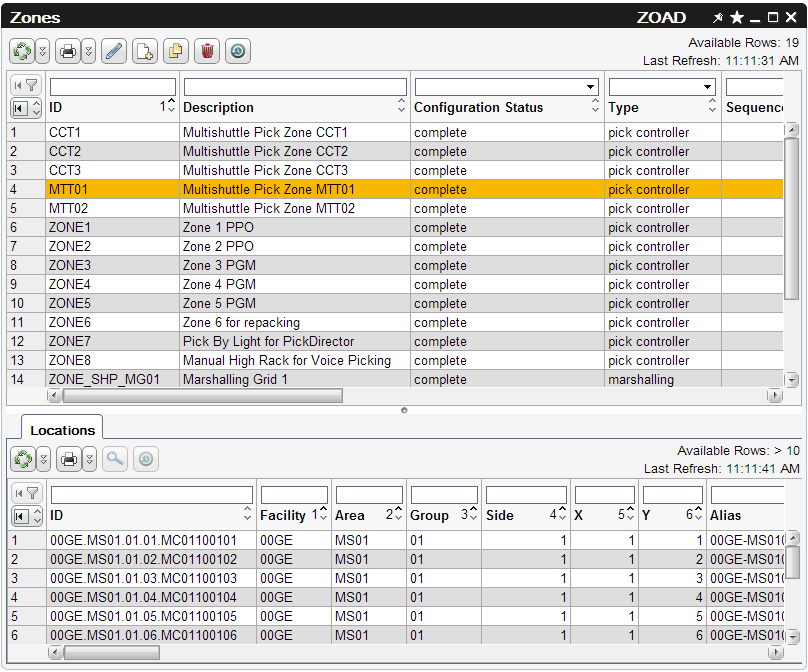 Zones ZOAD
Available Rows: 19
Last Refresh: 11:11:31 AM
ID 1 Description Configuration Status Type Sequence
1 CCT1 Multishuttle Pick Zone CCT1 complete pick controller
2 CCT2 Multishuttle Pick Zone CCT2 complete pick controller
3 CCT3 Multishuttle Pick Zone CCT3 complete pick controller
4 MTT01 Multishuttle Pick Zone MTT01 complete pick controller
5 MTT02 Multishuttle Pick Zone MTT02 complete pick controller
6 ZONE1 Zone 1 PPO complete pick controller
7 ZONE2 Zone 2 PPO complete pick controller
8 ZONE3 Zone 3 PGM complete pick controller
9 ZONE4 Zone 4 PGM complete pick controller
10 ZONE5 Zone 5 PGM complete pick controller
11 ZONE6 Zone 6 for repacking complete pick controller
12 ZONE7 Pick By Light for PickDirector complete pick controller
13 ZONE8 Manual High Rack for Voice Picking complete pick controller
14 ZONE_SHP_MG01 Marshalling Grid 1 complete marshalling
Locations
Available Rows: > 10
Last Refresh: 11:11:41 AM
ID Facility 1 Area 2 Group 3 Side 4 X 5 Y 6 Alias
1 00GE.MS01.01.01.MC01100101 00GE MS01 01 1 1 1 00GE-MS010
2 00GE.MS01.01.02.MC01100102 00GE MS01 01 1 1 2 00GE-MS010
3 00GE.MS01.01.03.MC01100103 00GE MS01 01 1 1 3 00GE-MS010
4 00GE.MS01.01.04.MC01100104 00GE MS01 01 1 1 4 00GE-MS010
5 00GE.MS01.01.05.MC01100105 00GE MS01 01 1 1 5 00GE-MS010
6 00GE.MS01.01.06.MC01100106 00GE MS01 01 1 1 6 00GE-MS010